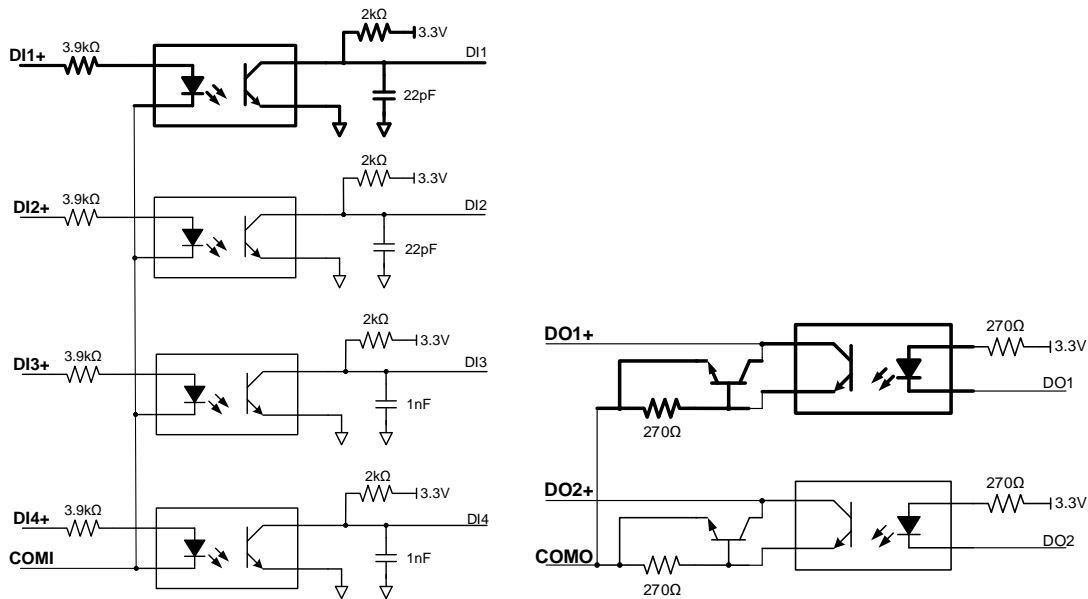 2kΩ
3.3V
DI1+
3.9kΩ
DI1
22pF
2kΩ
3.3V
DI2+
3.9kΩ
DI2
22pF
2kΩ
3.3V
DI3+
3.9kΩ
DI3
1nF
2kΩ
3.3V
DI4+
3.9kΩ
DI4
COMI
1nF
270Ω
DO1+
3.3V
DO1
270Ω
270Ω
DO2+
3.3V
DO2
COMO
270Ω